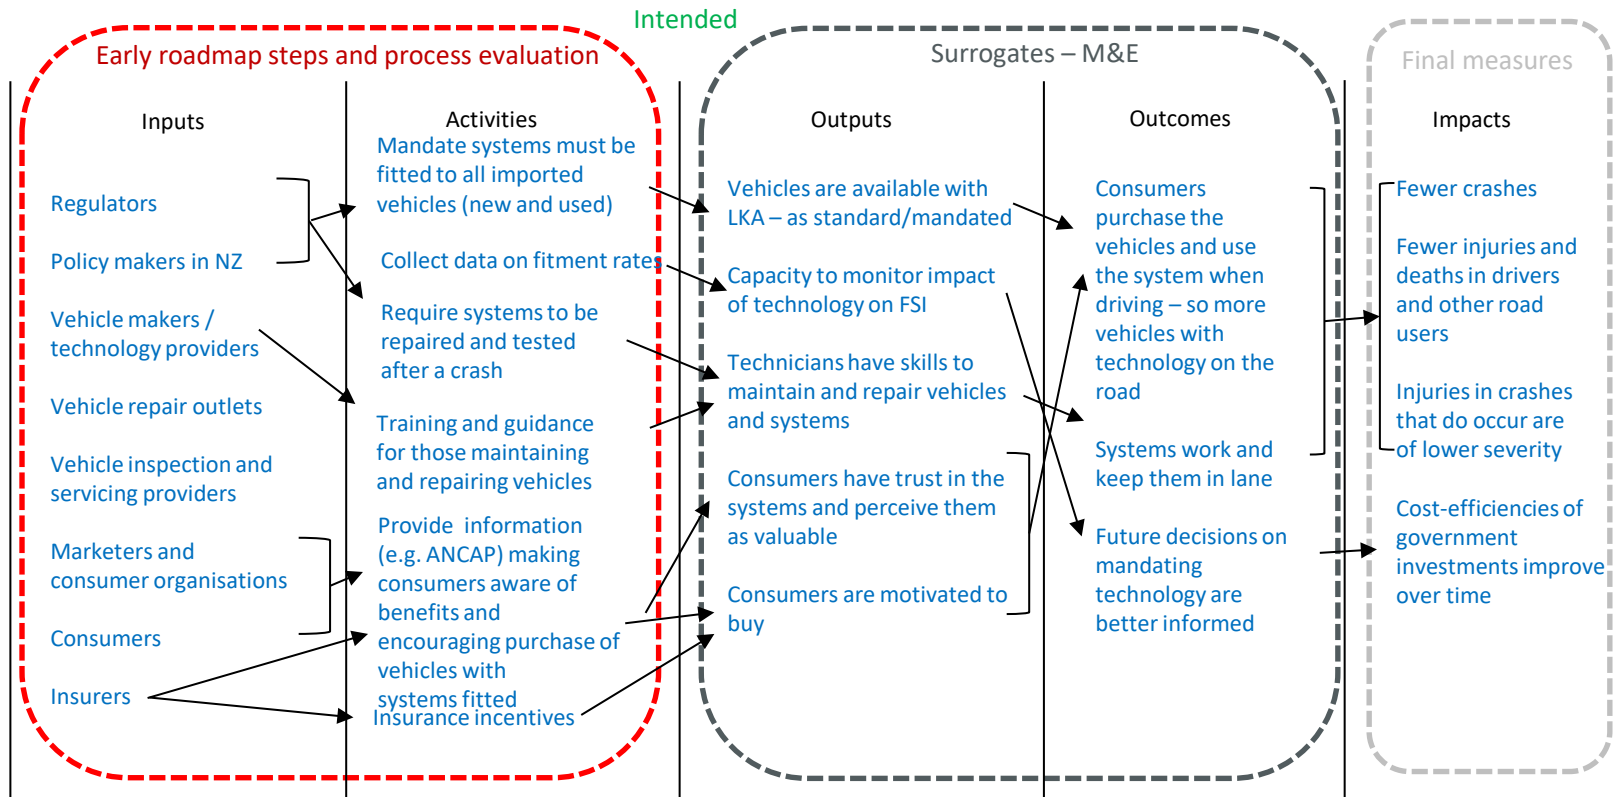 Intended
Early roadmap steps and process evaluation
Surrogates – M&E
Final measures
Inputs
Activities
Outputs
Outcomes
Impacts
Regulators
Policy makers in NZ
Vehicle makers /
technology providers
Vehicle repair outlets
Vehicle inspection and
servicing providers
Marketers and
consumer organisations
Consumers
Insurers
Mandate systems must be
fitted to all imported
vehicles (new and used)
Collect data on fitment rates
Require systems to be
repaired and tested
after a crash
Training and guidance
for those maintaining
and repairing vehicles
Provide information
(e.g. ANCAP) making
consumers aware of
benefits and
encouraging purchase of
vehicles with
systems fitted
Insurance incentives
Vehicles are available with
LKA – as standard/mandated
Capacity to monitor impact
of technology on FSI
Technicians have skills to
maintain and repair vehicles
and systems
Consumers have trust in the
systems and perceive them
as valuable
Consumers are motivated to
buy
Consumers
purchase the
vehicles and use
the system when
driving – so more
vehicles with
technology on the
road
Systems work and
keep them in lane
Future decisions on
mandating
technology are
better informed
Fewer crashes
Fewer injuries and
deaths in drivers
and other road
users
Injuries in crashes
that do occur are
of lower severity
Cost-efficiencies of
government
investments improve
over time